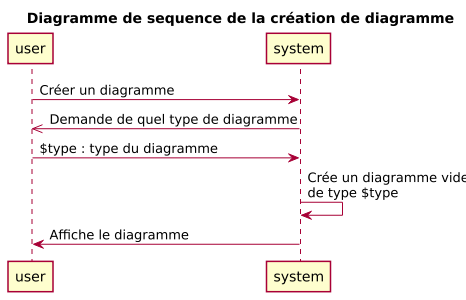 Diagramme de sequence de la création de diagramme
user
system
Créer un diagramme
Demande de quel type de diagramme
$type : type du diagramme
Crée un diagramme vide
de type $type
Affiche le diagramme
user
system